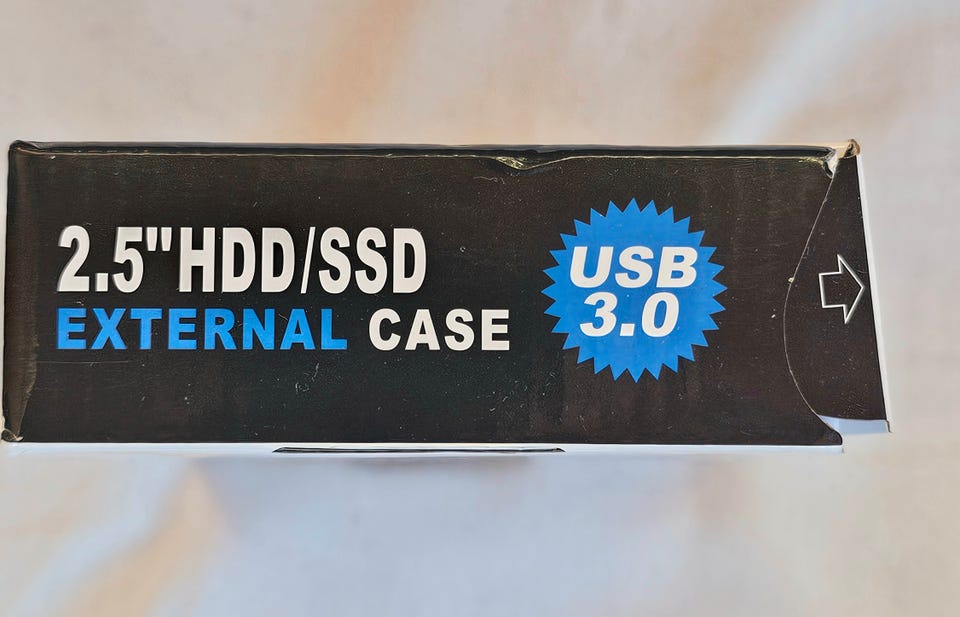 2.5"HDD/SSD
EXTERNAL CASE
USB
3.0